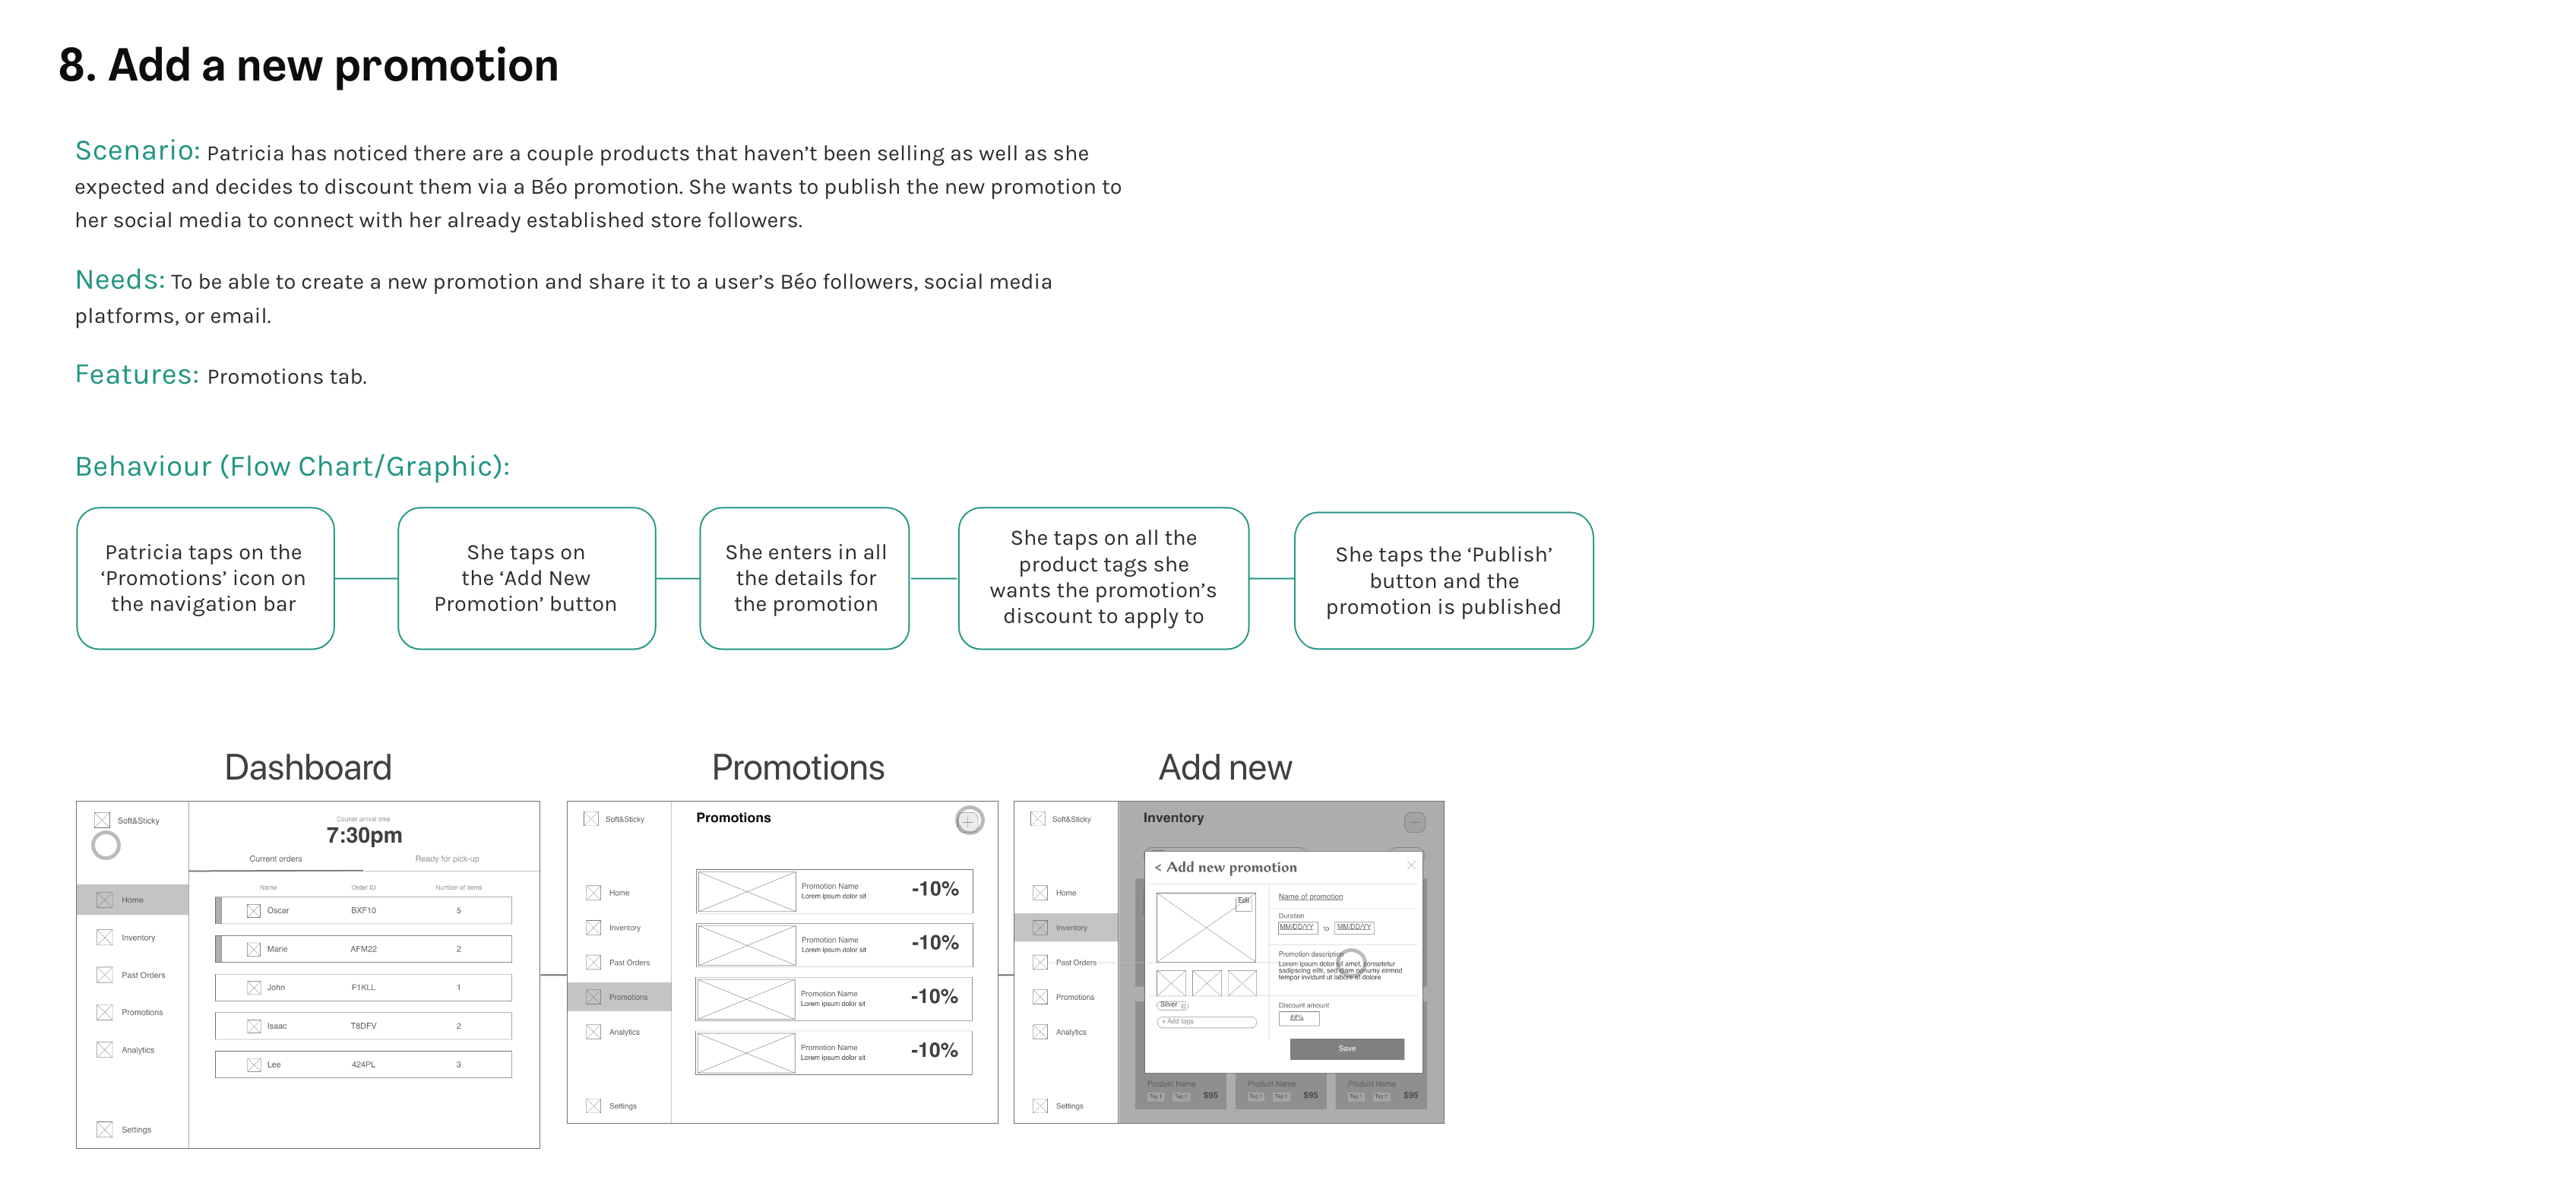 8. Add a new promotion
Scenario: Patricia has noticed there are a couple products that haven’t been selling as well as she
expected and decides to discount them via a Béo promotion. She wants to publish the new promotion to
her social media to connect with her already established store followers.
Needs: To be able to create a new promotion and share it to a user’s Béo followers, social media
platforms, or email.
Features: Promotions tab.
Behaviour (Flow Chart/Graphic):
Patricia taps on the
‘Promotions’ icon on
the navigation bar
She taps on
the ‘Add New
Promotion’ button
She enters in all
the details for
the promotion
She taps on all the
product tags she
wants the promotion’s
discount to apply to
She taps the ‘Publish’
button and the
promotion is published
Dashboard
Soft&Sticky
Home
Inventory
Past Orders
Promotions
Analytics
Settings
Courier arrival time
7:30pm
Current orders
Ready for pick-up
Name Order ID Number of items
Oscar BXF10 5
Marie AFM22 2
John F1KLL 1
Isaac T8DFV 2
Lee 424PL 3
Promotions
Soft&Sticky
Home
Inventory
Past Orders
Promotions
Analytics
Settings
Promotions
+
Promotion Name
Lorem ipsum dolor sit
-10%
Promotion Name
Lorem ipsum dolor sit
-10%
Promotion Name
Lorem ipsum dolor sit
-10%
Promotion Name
Lorem ipsum dolor sit
-10%
Add new
Soft&Sticky
Home
Inventory
Past Orders
Promotions
Analytics
Settings
Inventory
< Add new promotion
Edit
Silver
+ Add tags
Name of promotion
Duration
MM/DD/YY to MM/DD/YY
Promotion description
Lorem ipsum dolor sit amet, consetetur
sadipscing elitr, sed diam nonumy eirmod
tempor invidunt ut labore et dolore
Discount amount
##%
Save
Product Name
Tag 1 Tag 2 $95
Product Name
Tag 1 Tag 2 $95
Product Name
Tag 1 Tag 2 $95